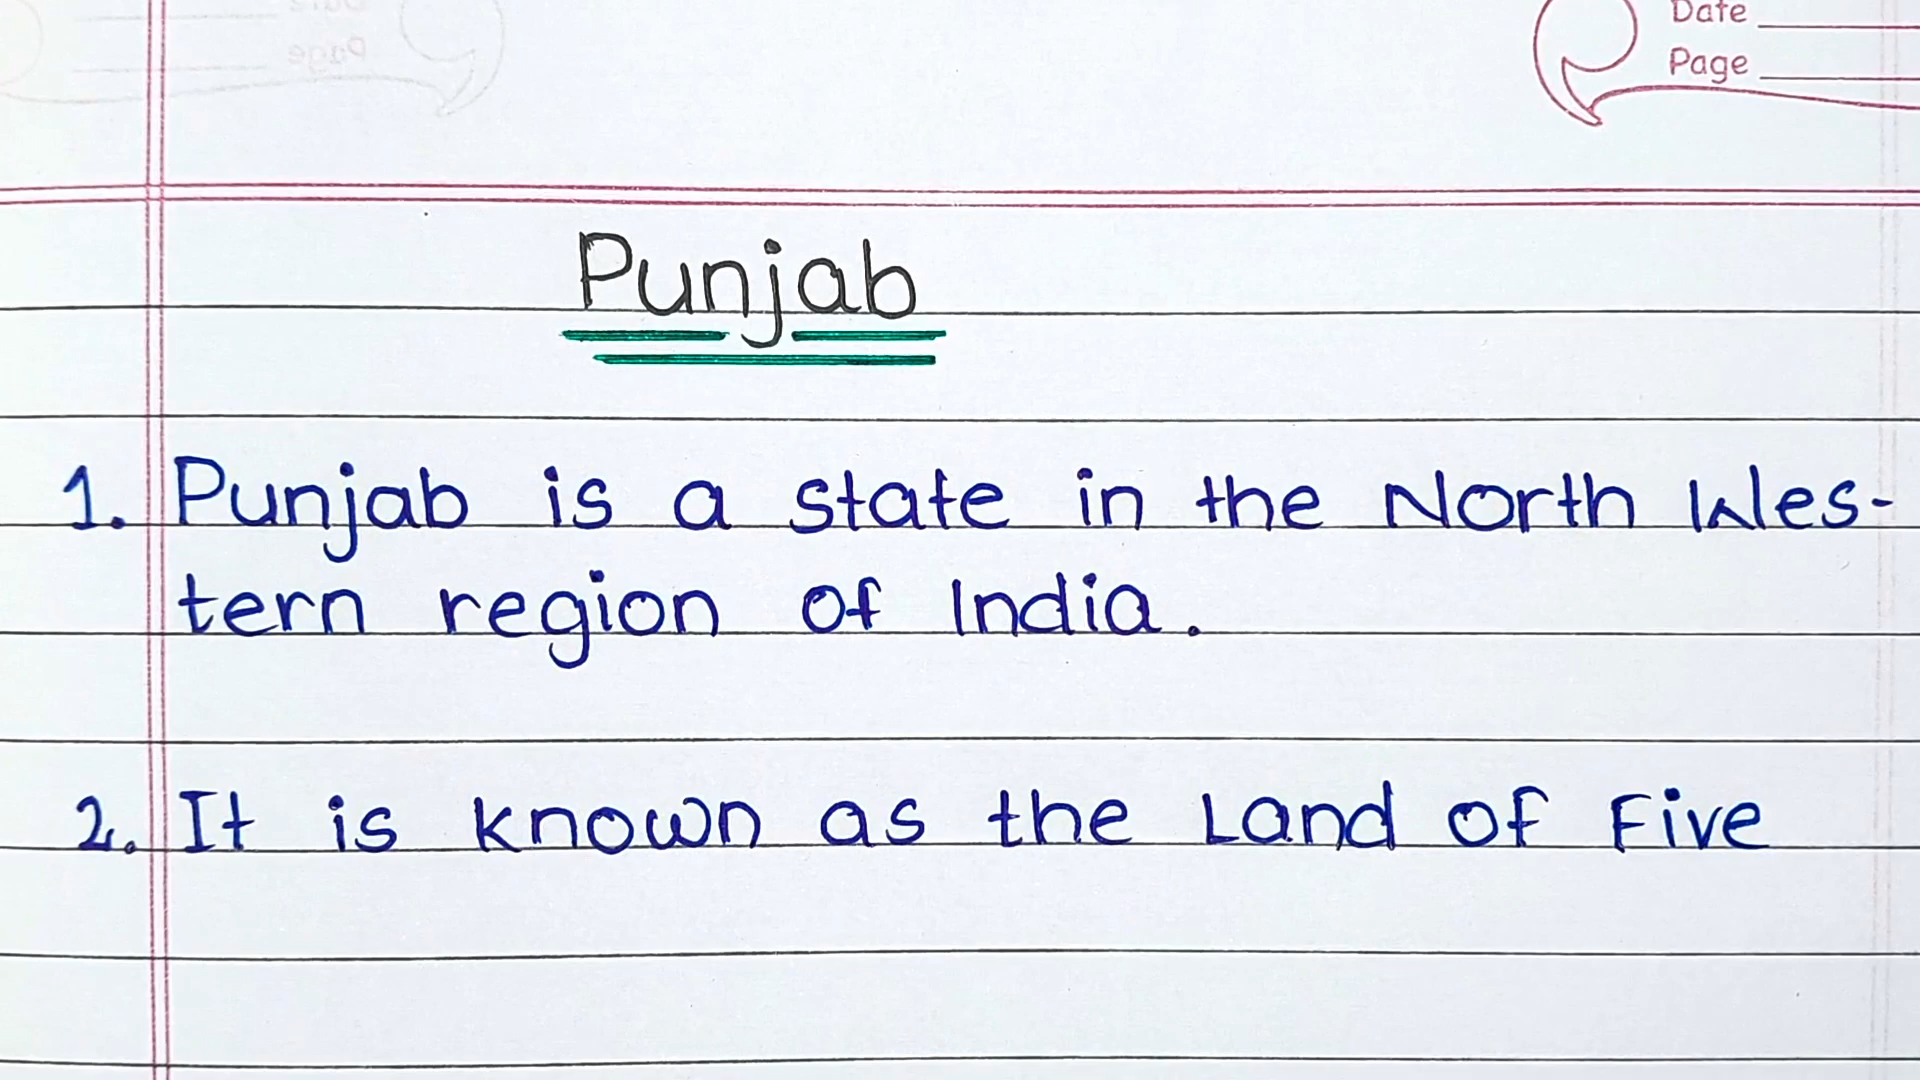 Date
Page
Punjab
1. Punjab is a state in the North Wes-
tern region of India.
2. It is known as the Land of Five